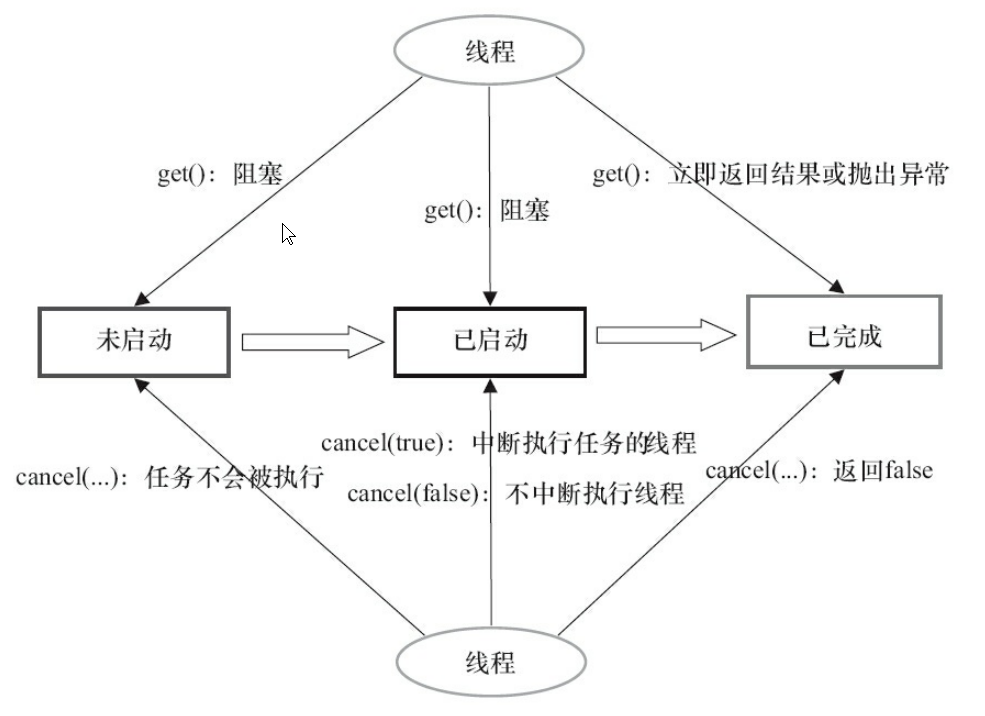 线程
get()：阻塞
get()：立即返回结果或抛出异常
get()：阻塞
未启动
已启动
已完成
cancel(true)：中断执行任务的线程
cancel(...)：任务不会被执行
cancel(...)：返回false
cancel(false)：不中断执行线程
线程